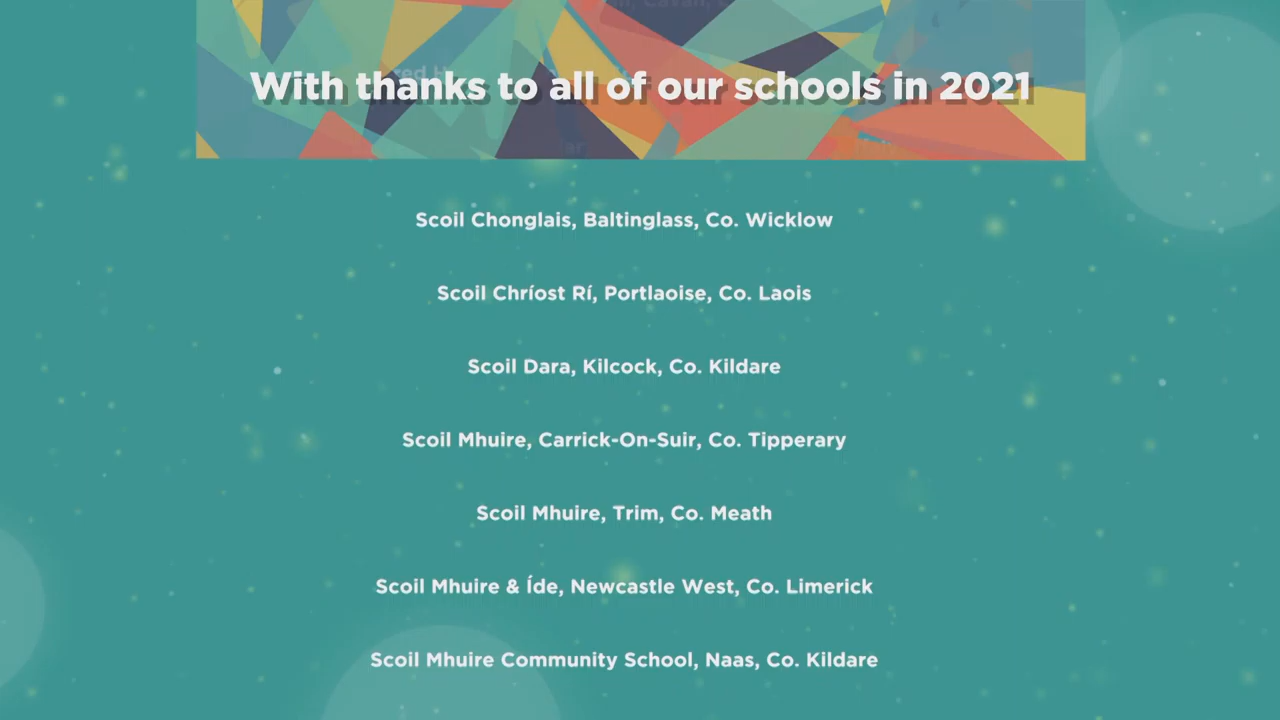 With thanks to all of our schools in 2021
Scoil Chonglais, Baltinglass, Co. Wicklow
Scoil Chríost Rí, Portlaoise, Co. Laois
Scoil Dara, Kilcock, Co. Kildare
Scoil Mhuire, Carrick-On-Suir, Co. Tipperary
Scoil Mhuire, Trim, Co. Meath
Scoil Mhuire & Íde, Newcastle West, Co. Limerick
Scoil Mhuire Community School, Naas, Co. Kildare